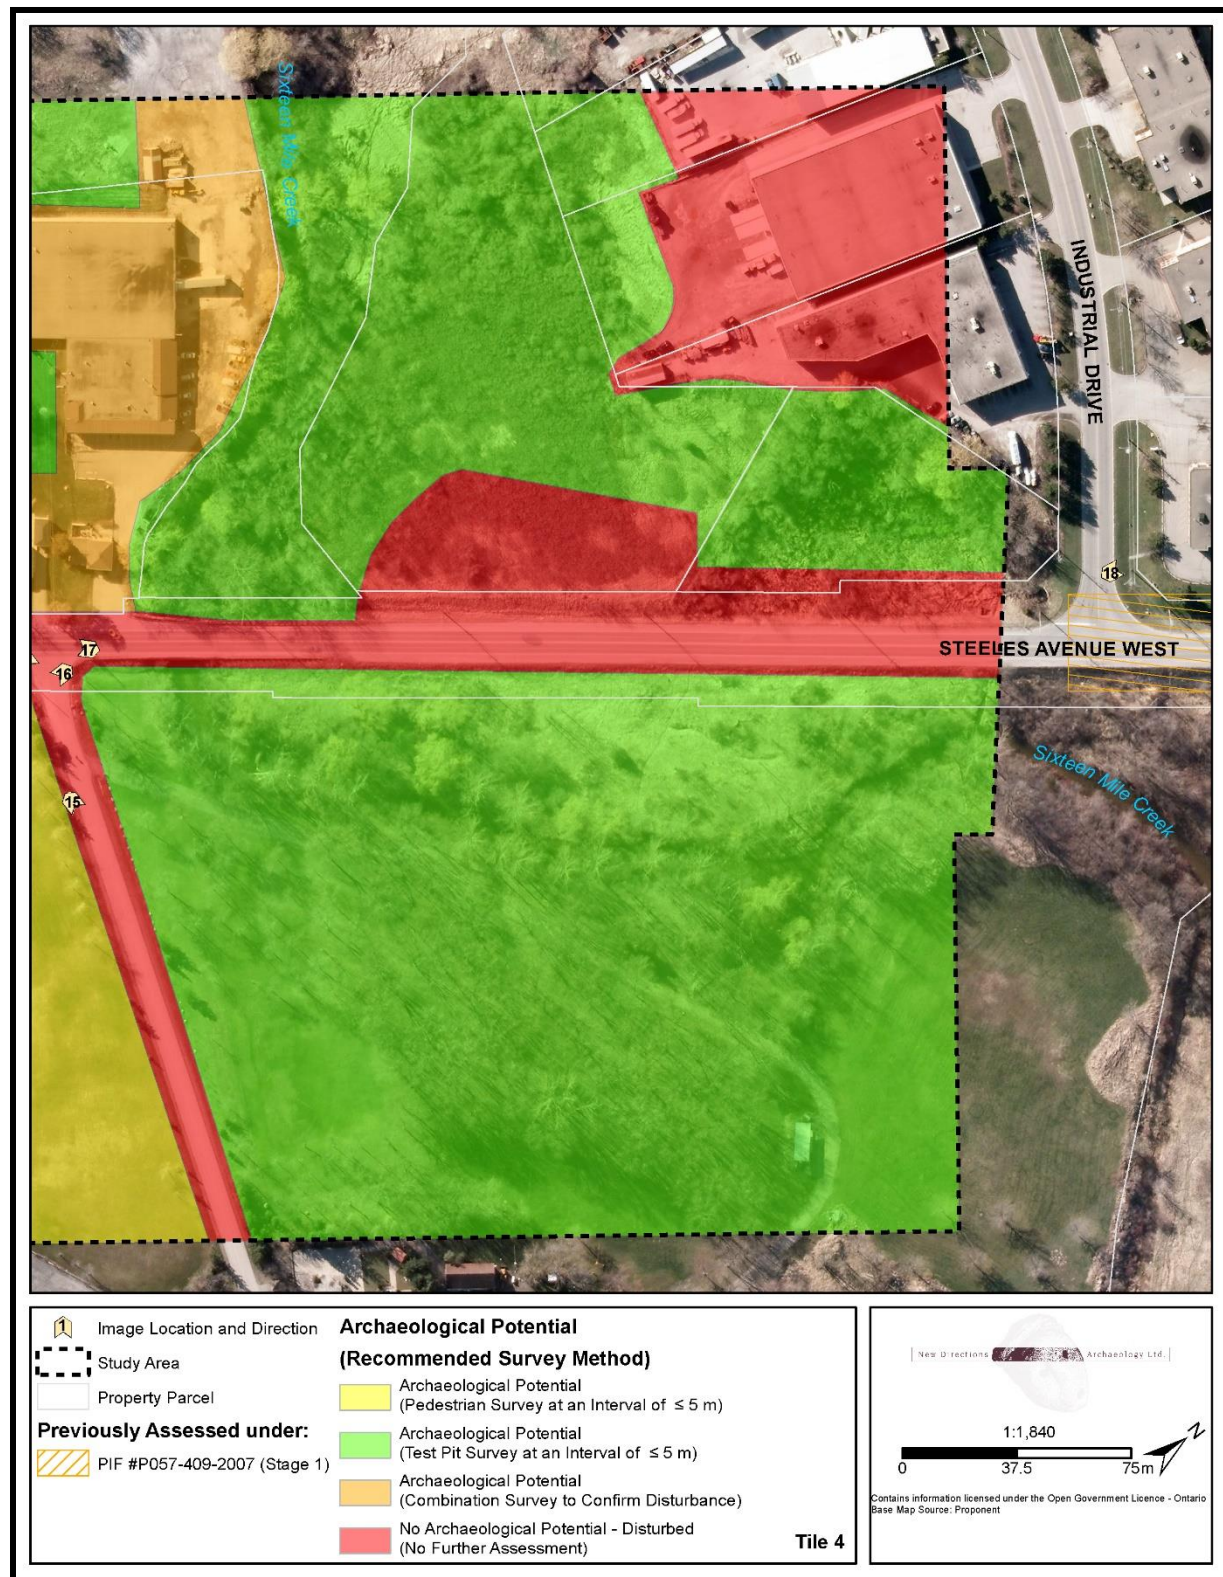 Sixteen Mile Creek
INDUSTRIAL DRIVE
18
17
STEELES AVENUE WEST
16
Sixteen Mile Creek
15
1 Image Location and Direction
Study Area
Property Parcel
Previously Assessed under:
PIF #P057-409-2007 (Stage 1)
Archaeological Potential
(Recommended Survey Method)
Archaeological Potential
(Pedestrian Survey at an Interval of ≤ 5 m)
Archaeological Potential
(Test Pit Survey at an Interval of ≤ 5 m)
Archaeological Potential
(Combination Survey to Confirm Disturbance)
No Archaeological Potential - Disturbed
(No Further Assessment)
Tile 4
New Directions Archaeology Ltd.
1:1,840
N
0 37.5 75m
Contains information licensed under the Open Government Licence - Ontario
Base Map Source: Proponent